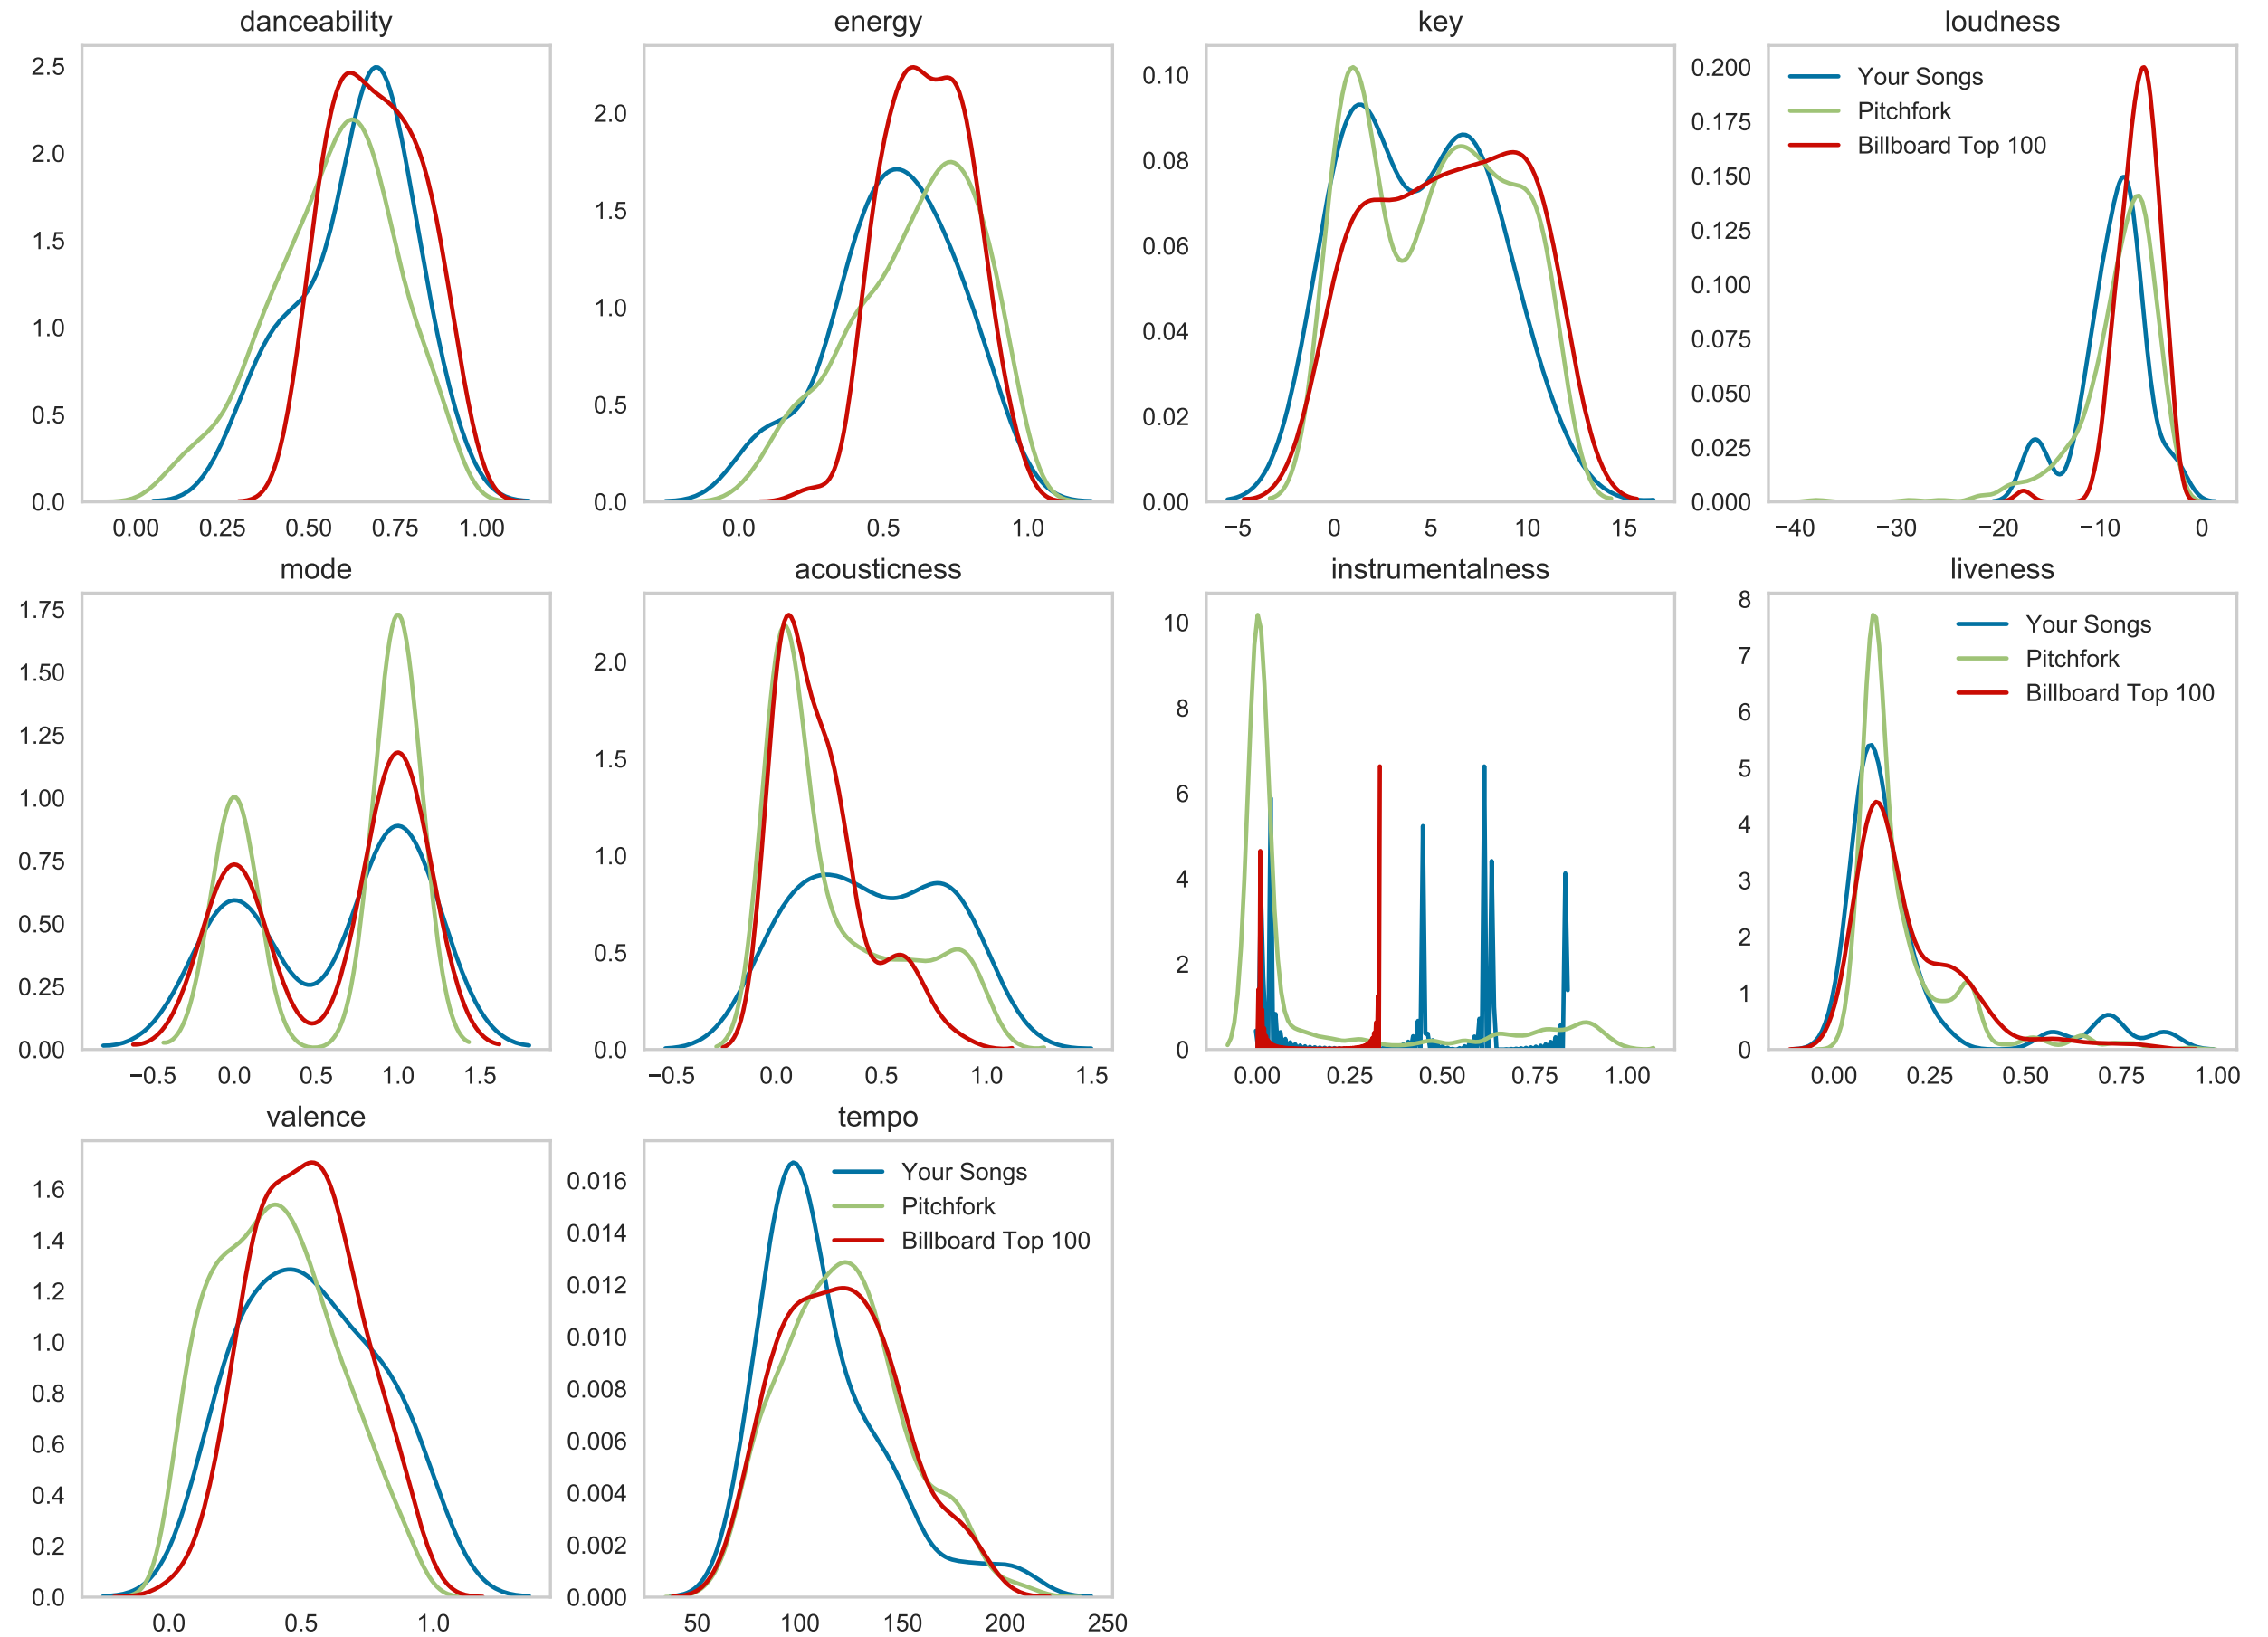 danceability
2.5
2.0
1.5
1.0
0.5
0.0
0.00 0.25 0.50 0.75 1.00
energy
2.0
1.5
1.0
0.5
0.0
0.0 0.5 1.0
key
0.10
0.08
0.06
0.04
0.02
0.00
−5 0 5 10 15
loudness
0.200
0.175
0.150
0.125
0.100
0.075
0.050
0.025
0.000
Your Songs
Pitchfork
Billboard Top 100
−40 −30 −20 −10 0
mode
1.75
1.50
1.25
1.00
0.75
0.50
0.25
0.00
−0.5 0.0 0.5 1.0 1.5
acousticness
2.0
1.5
1.0
0.5
0.0
−0.5 0.0 0.5 1.0 1.5
instrumentalness
10
8
6
4
2
0
0.00 0.25 0.50 0.75 1.00
liveness
8
7
6
5
4
3
2
1
0
Your Songs
Pitchfork
Billboard Top 100
0.00 0.25 0.50 0.75 1.00
valence
1.6
1.4
1.2
1.0
0.8
0.6
0.4
0.2
0.0
0.0 0.5 1.0
tempo
0.016
0.014
0.012
0.010
0.008
0.006
0.004
0.002
0.000
Your Songs
Pitchfork
Billboard Top 100
50 100 150 200 250